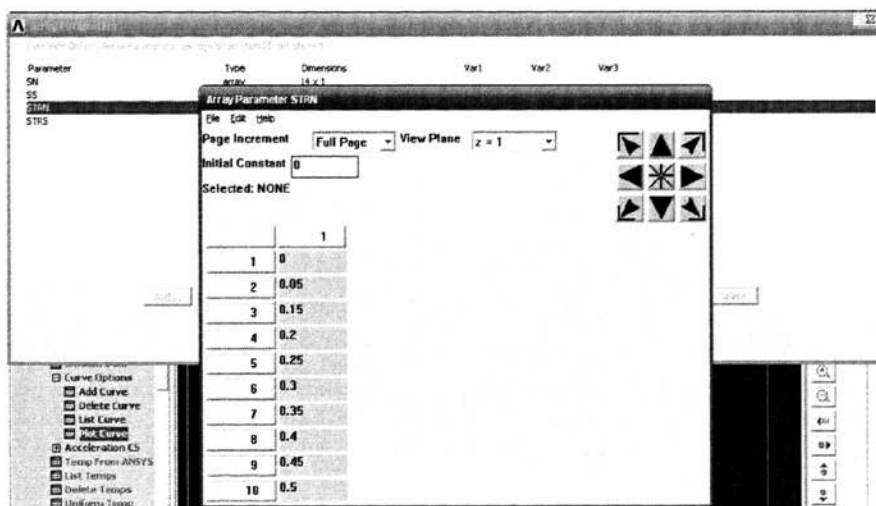 Array Parameters
Parameter Type Dimensions Var1 Var2 Var3
SN array 14 x 1
SS
STRN
STRS
Array Parameter STRN
File Edit Help
Page Increment Full Page View Plane z = 1
Initial Constant 0
Selected: NONE
1
1 0
2 0.05
3 0.15
4 0.2
5 0.25
6 0.3
7 0.35
8 0.4
9 0.45
10 0.5
Curve Options
Add Curve
Delete Curve
List Curve
Plot Curve
Acceleration CS
Temp From ANSYS
List Temps
Delete Temps
Uniform Temp